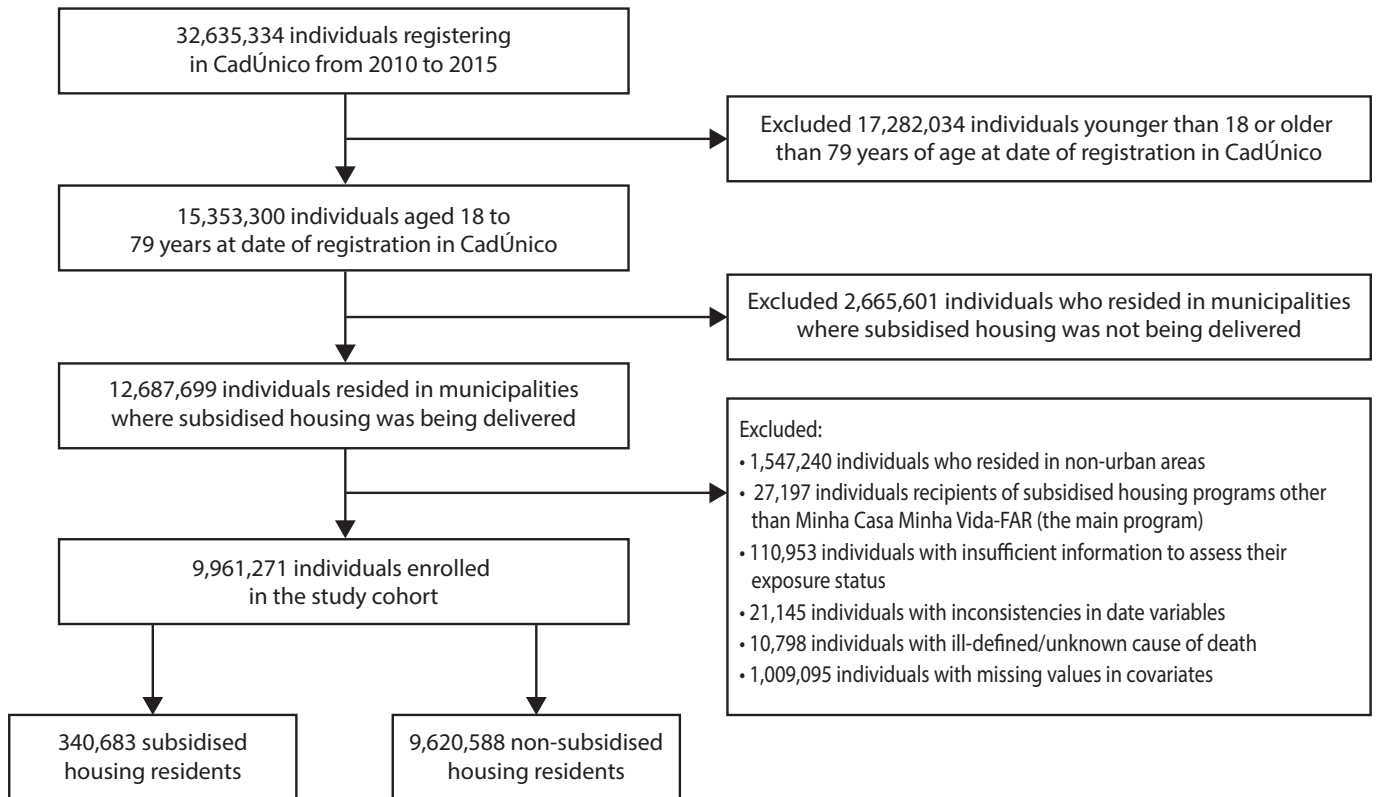 32,635,334 individuals registering
in CadÚnico from 2010 to 2015
Excluded 17,282,034 individuals younger than 18 or older
than 79 years of age at date of registration in CadÚnico
15,353,300 individuals aged 18 to
79 years at date of registration in CadÚnico
Excluded 2,665,601 individuals who resided in municipalities
where subsidised housing was not being delivered
12,687,699 individuals resided in municipalities
where subsidised housing was being delivered
Excluded:
• 1,547,240 individuals who resided in non-urban areas
• 27,197 individuals recipients of subsidised housing programs other
than Minha Casa Minha Vida-FAR (the main program)
• 110,953 individuals with insufficient information to assess their
exposure status
• 21,145 individuals with inconsistencies in date variables
• 10,798 individuals with ill-defined/unknown cause of death
• 1,009,095 individuals with missing values in covariates
9,961,271 individuals enrolled
in the study cohort
340,683 subsidised
housing residents
9,620,588 non-subsidised
housing residents